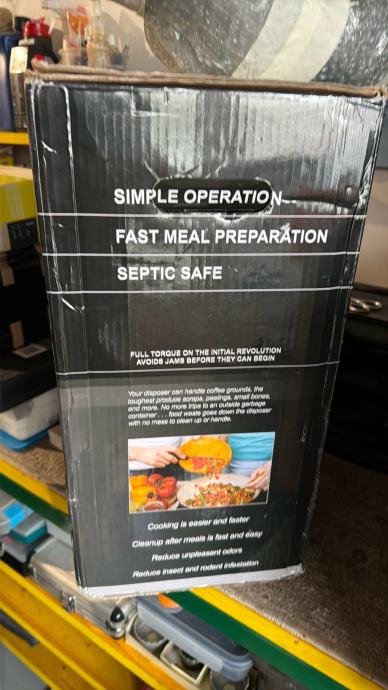 SIMPLE OPERATION
FAST MEAL PREPARATION
SEPTIC SAFE
FULL TORQUE ON THE INITIAL REVOLUTION
AVOIDS JAMS BEFORE THEY CAN BEGIN
Your disposer can handle coffee grounds, the
toughest produce scraps, peelings, small bones,
and more. No more trips to an outside garbage
container . . . food waste goes down the disposer
with no mess to clean up or handle.
Cooking is easier and faster
Cleanup after meals is fast and easy
Reduce unpleasant odors
Reduce insect and rodent infestation